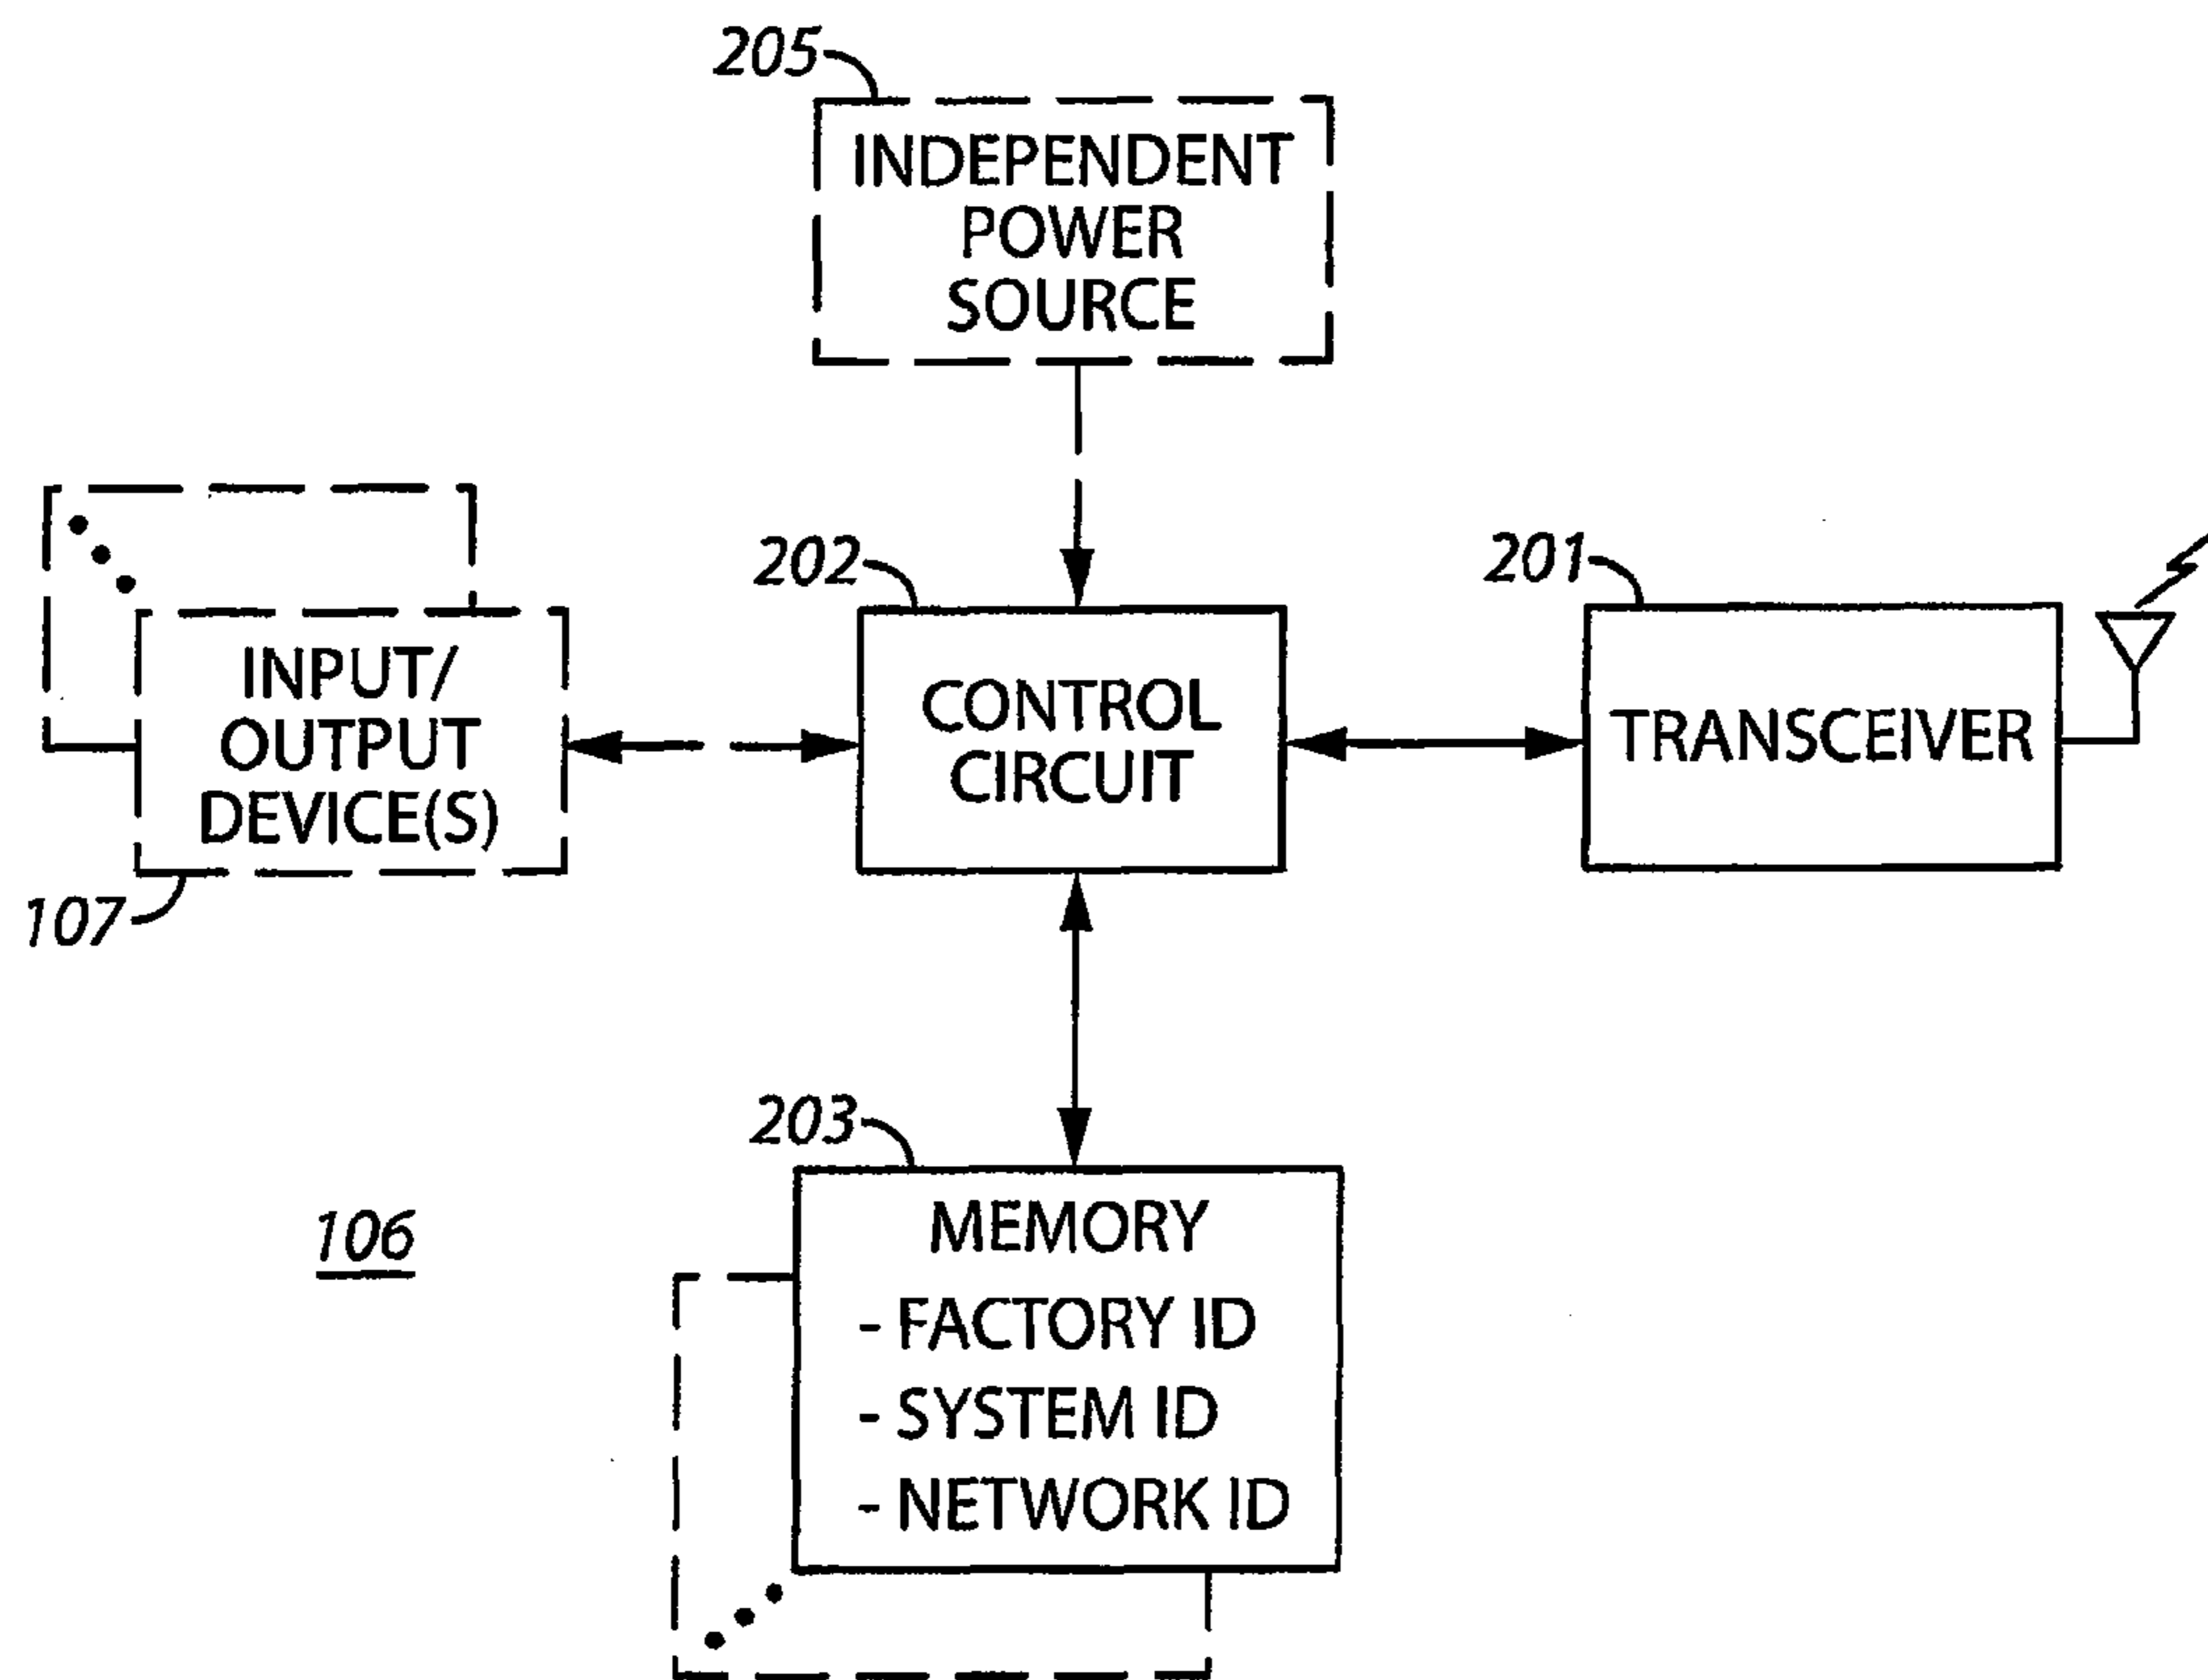 205
INDEPENDENT
POWER
SOURCE
202
201
INPUT/
OUTPUT
DEVICE(S)
CONTROL
CIRCUIT
TRANSCEIVER
107
203
106
MEMORY
- FACTORY ID
- SYSTEM ID
- NETWORK ID